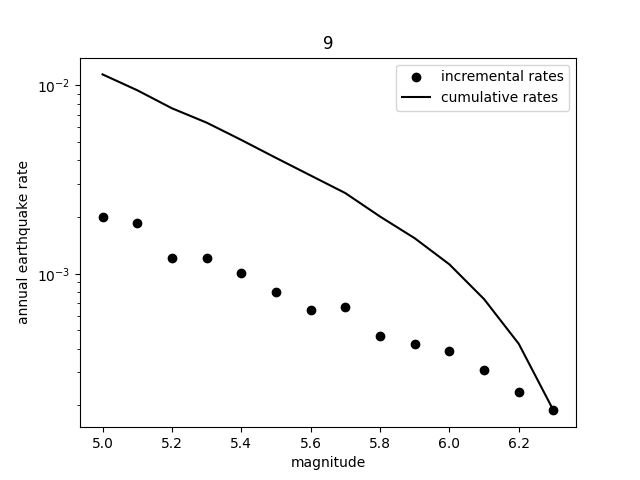 9
incremental rates
cumulative rates
annual earthquake rate
10⁻²
10⁻³
5.0 5.2 5.4 5.6 5.8 6.0 6.2
magnitude